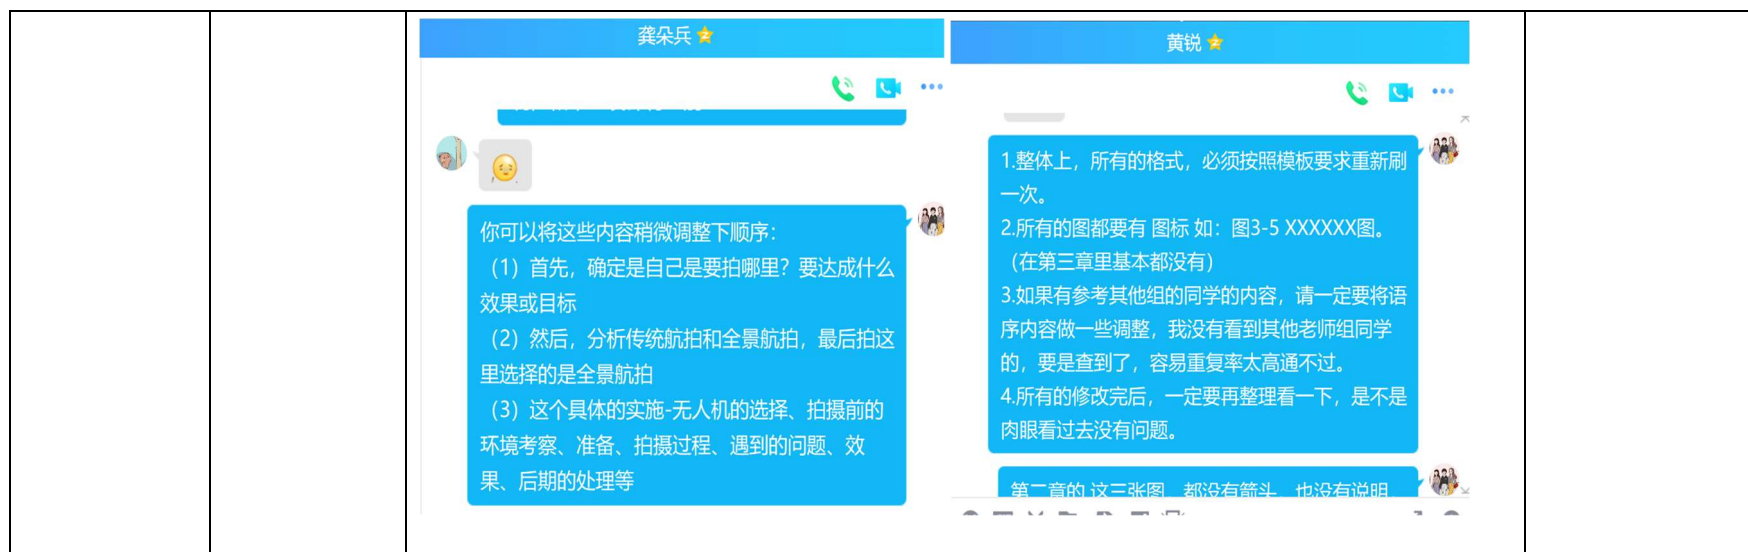 龚朵兵
你可以将这些内容稍微调整下顺序：
（1）首先，确定是自己是要拍哪里？要达成什么
效果或目标
（2）然后，分析传统航拍和全景航拍，最后拍这
里选择的是全景航拍
（3）这个具体的实施-无人机的选择、拍摄前的
环境考察、准备、拍摄过程、遇到的问题、效
果、后期的处理等
黄锐
1.整体上，所有的格式，必须按照模板要求重新刷
一次。
2.所有的图都要有 图标 如：图3-5 XXXXXX图。
（在第三章里基本都没有）
3.如果有参考其他组的同学的内容，请一定要将语
序内容做一些调整，我没有看到其他老师组同学
的，要是查到了，容易重复率太高通不过。
4.所有的修改完后，一定要再整理看一下，是不是
肉眼看过去没有问题。
第二章的 这三张图，都没有箭头，也没有说明，